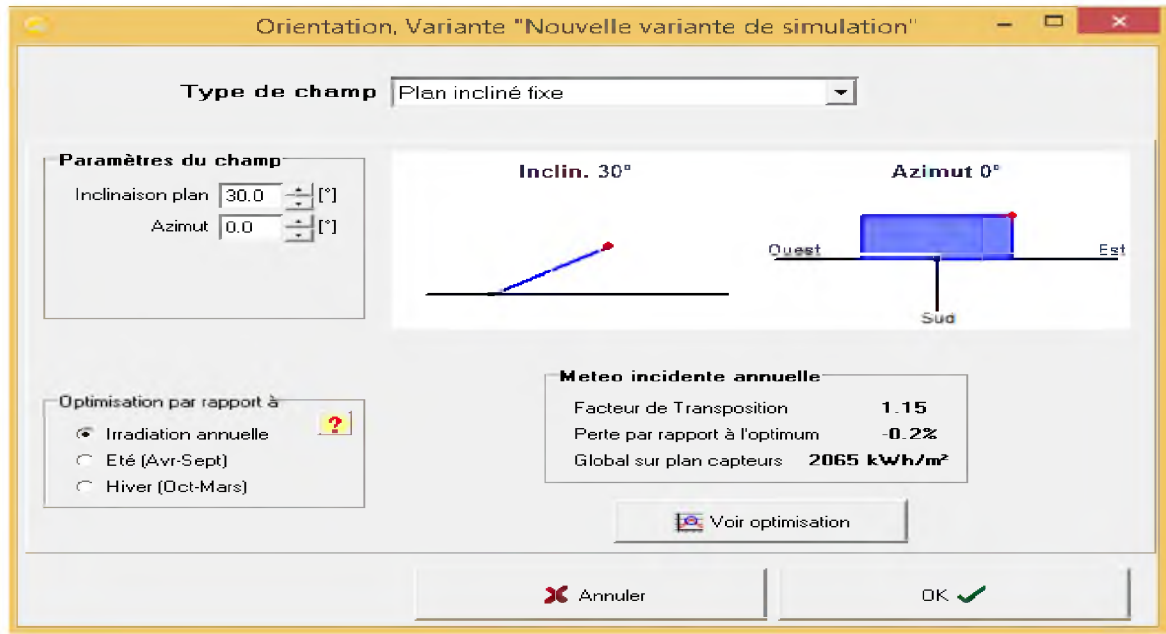 Orientation, Variante "Nouvelle variante de simulation"
Type de champ Plan incliné fixe
Paramètres du champ
Inclinaison plan 30.0 [°]
Azimut 0.0 [°]
Inclin. 30°
Azimut 0°
Ouest Est
Sud
Optimisation par rapport à
?
Irradiation annuelle
Eté (Avr-Sept)
Hiver (Oct-Mars)
Meteo incidente annuelle
Facteur de Transposition 1.15
Perte par rapport à l'optimum -0.2%
Global sur plan capteurs 2065 kWh/m²
Voir optimisation
Annuler OK